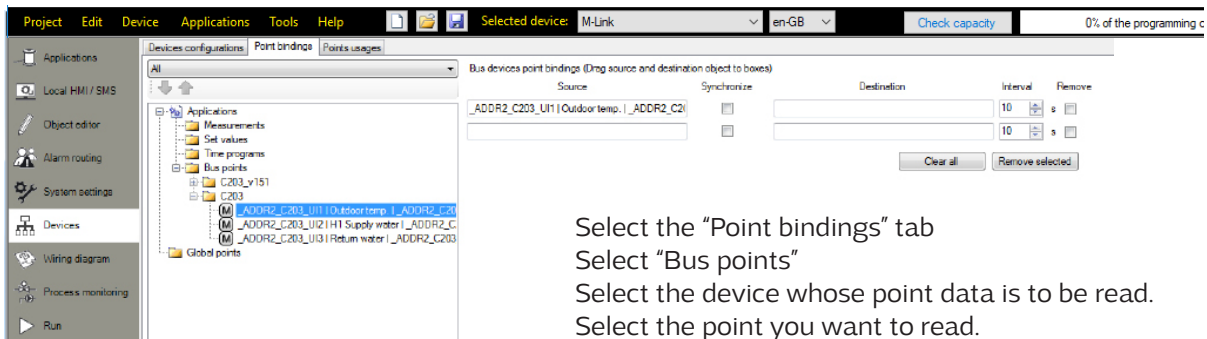 Project Edit Device Applications Tools Help Selected device: M-Link en-GB Check capacity 0% of the programming c
Applications
Local HMI / SMS
Object editor
Alarm routing
System settings
Devices
Wiring diagram
Process monitoring
Run
Devices configurations Point bindings Points usages
All
Applications
Measurements
Set values
Time programs
Bus points
C203_v151
C203
_ADDR2_C203_UI1 | Outdoor temp. | _ADDR2_C20
_ADDR2_C203_UI2 | H1 Supply water | _ADDR2_C
_ADDR2_C203_UI3 | Return water | _ADDR2_C203
Global points
Bus devices point bindings (Drag source and destination object to boxes)
Source Synchronize Destination Interval Remove
_ADDR2_C203_UI1 | Outdoor temp. | _ADDR2_C2( 10 s
10 s
Clear all Remove selected
Select the “Point bindings” tab
Select “Bus points”
Select the device whose point data is to be read.
Select the point you want to read.